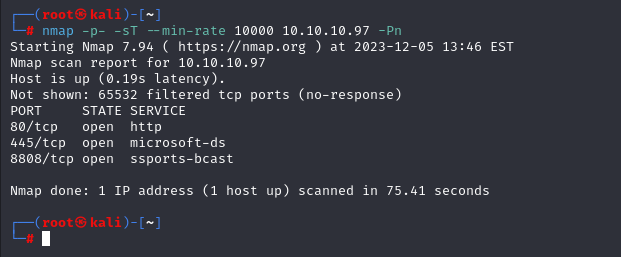 ┌──(root㉿kali)-[~]
└─# nmap -p- -sT --min-rate 10000 10.10.10.97 -Pn
Starting Nmap 7.94 ( https://nmap.org ) at 2023-12-05 13:46 EST
Nmap scan report for 10.10.10.97
Host is up (0.19s latency).
Not shown: 65532 filtered tcp ports (no-response)
PORT     STATE SERVICE
80/tcp   open  http
445/tcp  open  microsoft-ds
8808/tcp open  ssports-bcast
Nmap done: 1 IP address (1 host up) scanned in 75.41 seconds
┌──(root㉿kali)-[~]
└─#